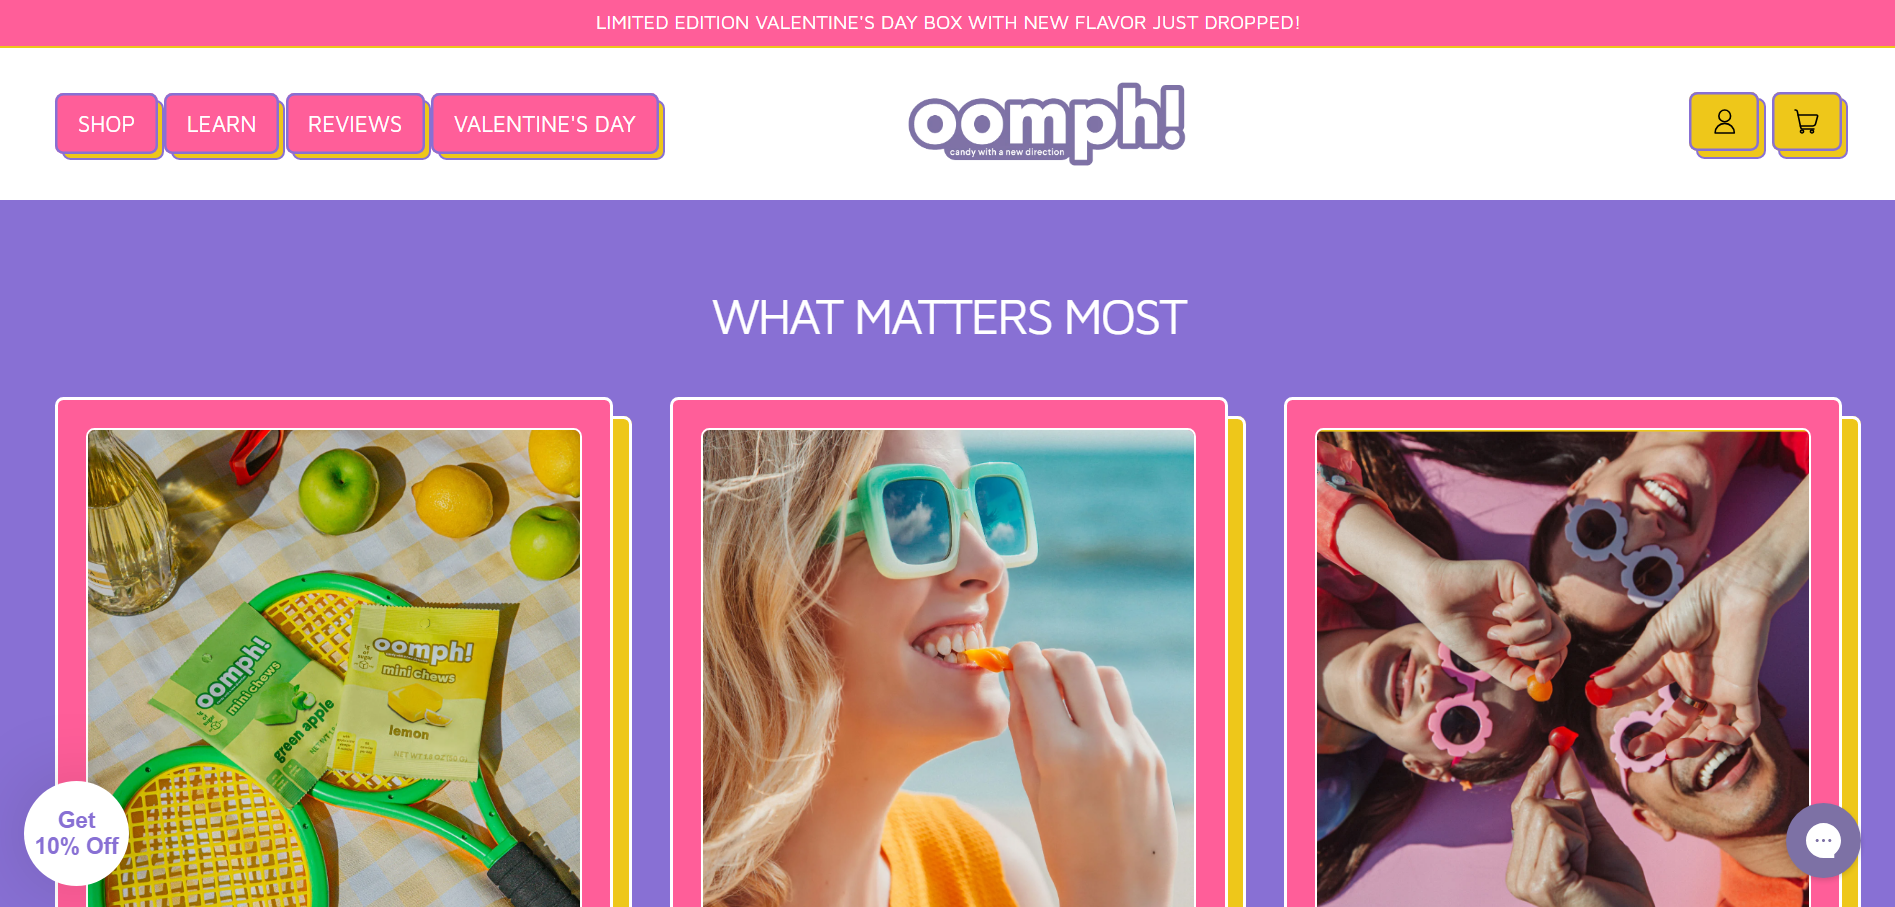 LIMITED EDITION VALENTINE'S DAY BOX WITH NEW FLAVOR JUST DROPPED!
SHOP
LEARN
REVIEWS
VALENTINE'S DAY
oomph!
candy with a new direction
WHAT MATTERS MOST
oomph!
mini chews
green apple
oomph!
mini chews
lemon
Get
10% Off